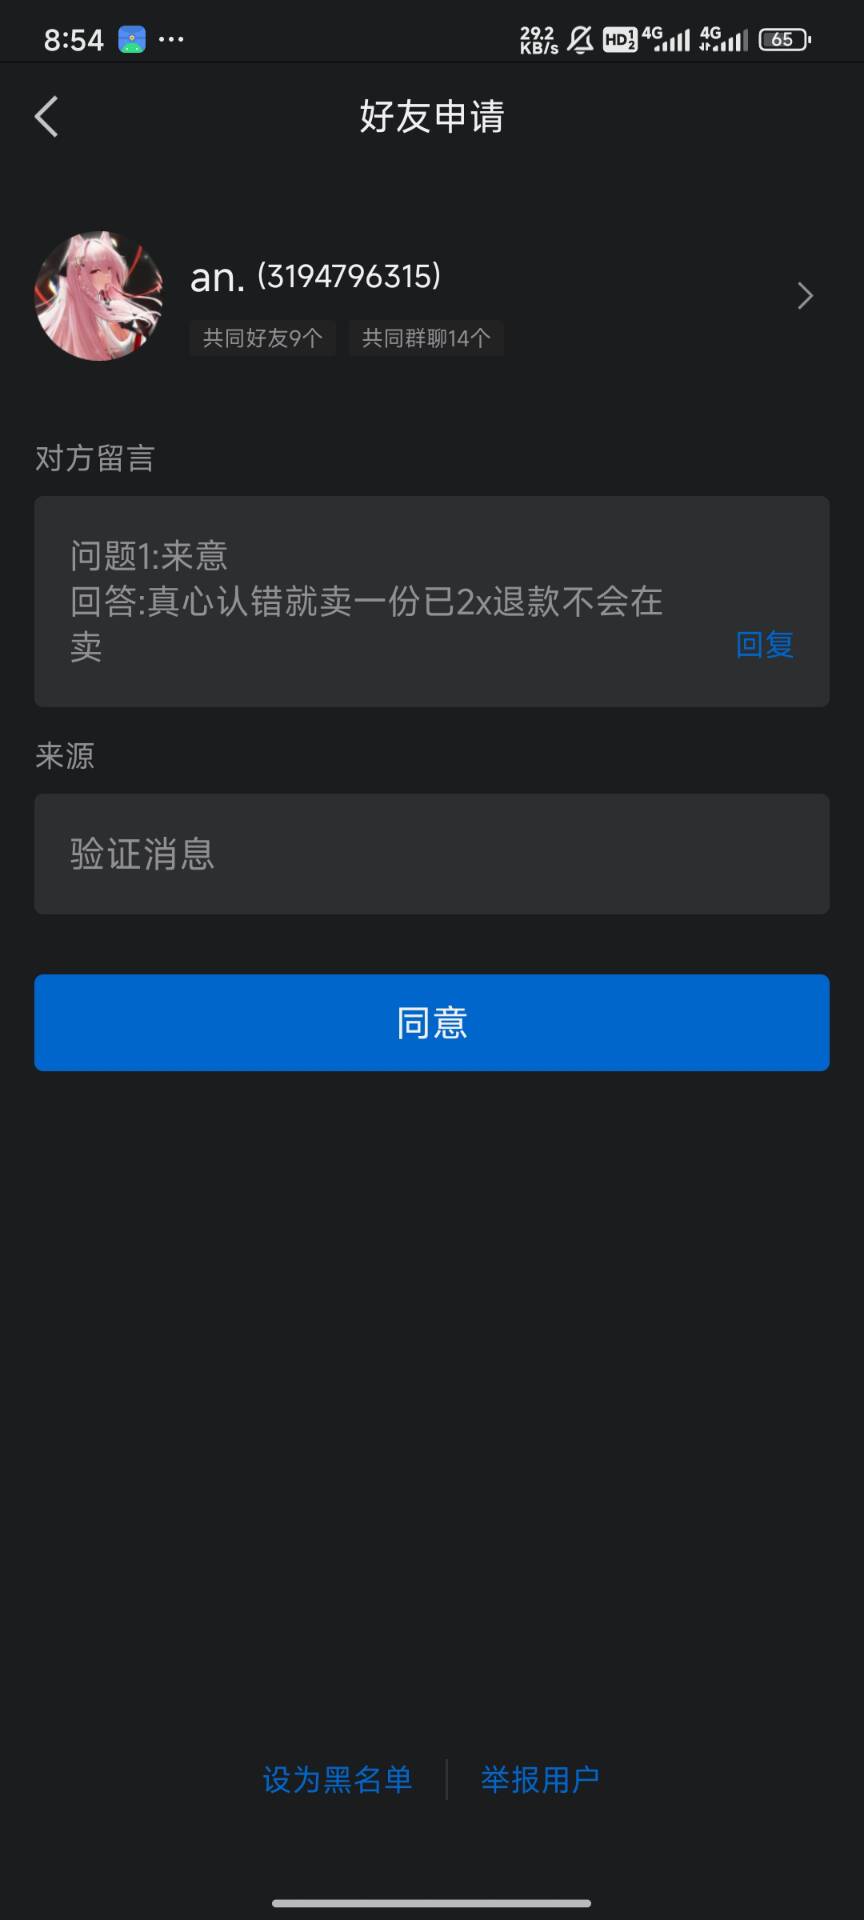 8:54 ...
29.2 KB/s HD 1 2 4G 4G 65
好友申请
an. (3194796315)
共同好友9个 共同群聊14个
对方留言
问题1:来意
回答:真心认错就卖一份已2x退款不会在
卖
回复
来源
验证消息
同意
设为黑名单 举报用户